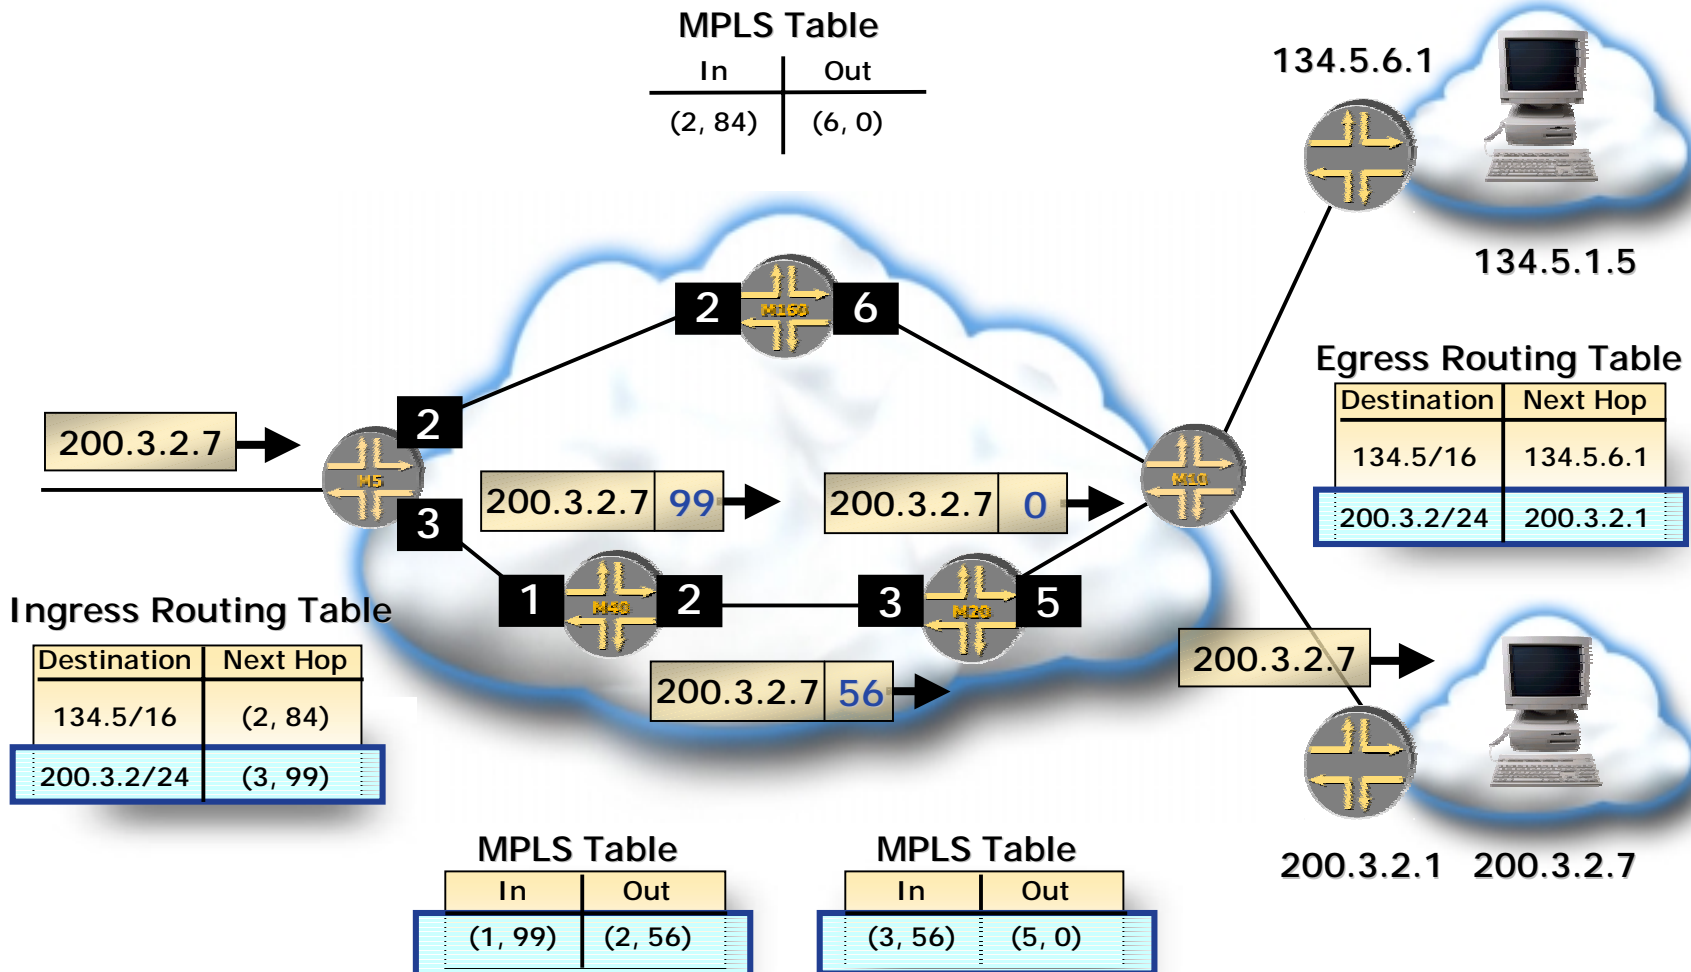 MPLS Table
In Out
(2, 84) (6, 0)
134.5.6.1
134.5.1.5
2 M160 6
Egress Routing Table
Destination Next Hop
134.5/16 134.5.6.1
200.3.2/24 200.3.2.1
200.3.2.7
2
M5
3
200.3.2.7 99
200.3.2.7 0
M10
1 M40 2
3 M20 5
200.3.2.7 56
200.3.2.7
Ingress Routing Table
Destination Next Hop
134.5/16 (2, 84)
200.3.2/24 (3, 99)
200.3.2.1 200.3.2.7
MPLS Table
In Out
(1, 99) (2, 56)
MPLS Table
In Out
(3, 56) (5, 0)